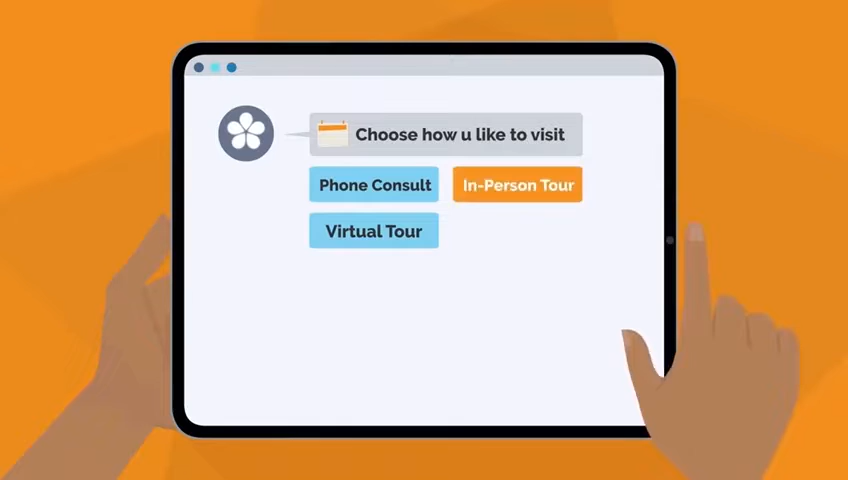 Choose how u like to visit
Phone Consult
In-Person Tour
Virtual Tour